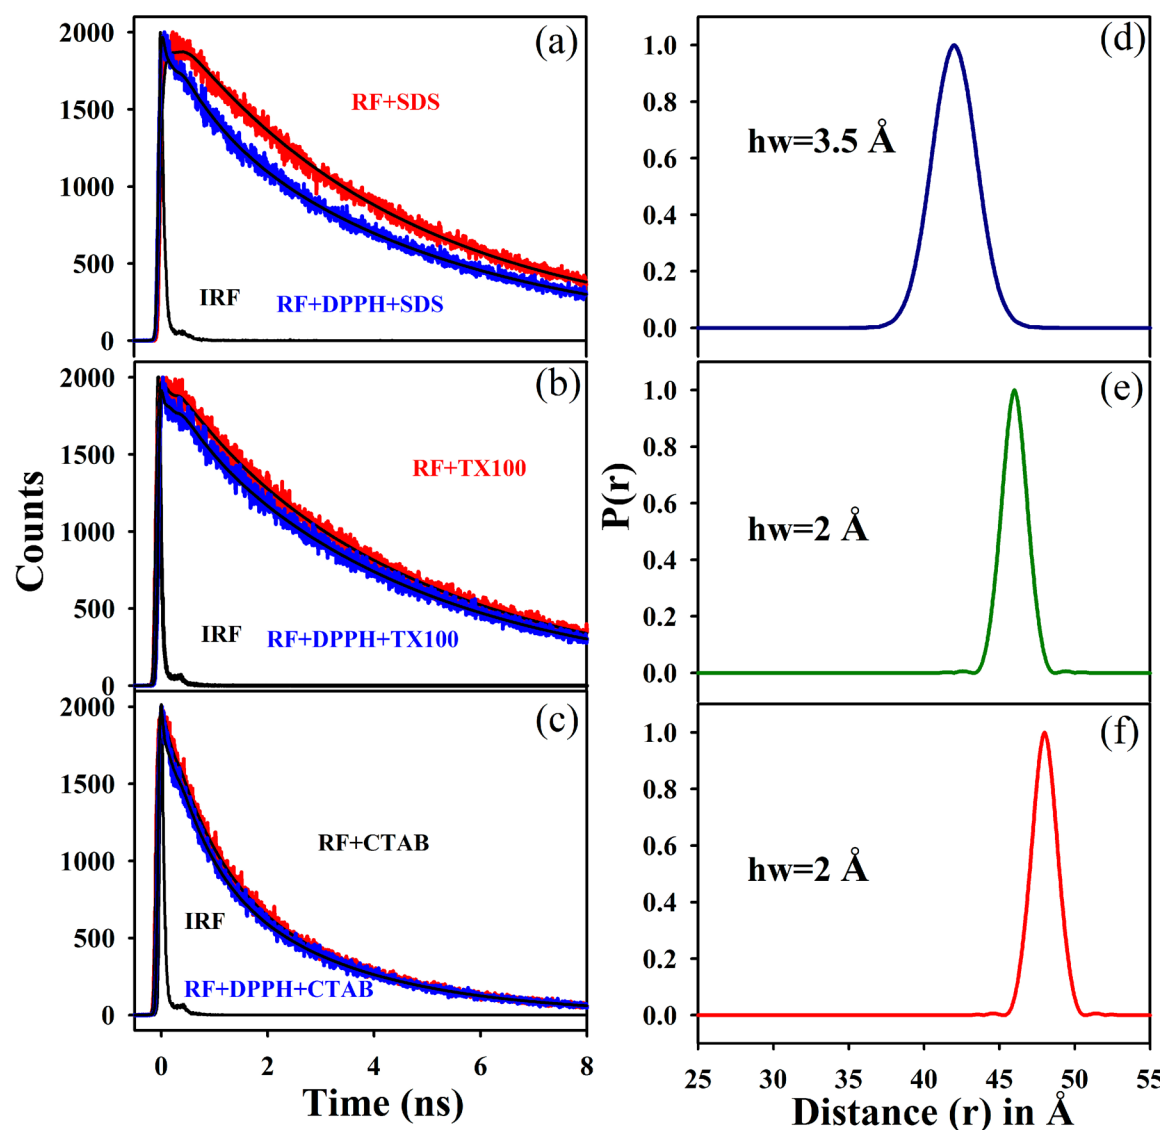 (a)
2000
1500
1000
500
0
RF+SDS
IRF
RF+DPPH+SDS
(b)
2000
1500
1000
500
0
RF+TX100
IRF
RF+DPPH+TX100
(c)
2000
1500
1000
500
0
RF+CTAB
IRF
RF+DPPH+CTAB
0 2 4 6 8
Time (ns)
Counts
(d)
1.0
0.8
0.6
0.4
0.2
0.0
hw=3.5 Å
(e)
1.0
0.8
0.6
0.4
0.2
0.0
hw=2 Å
(f)
1.0
0.8
0.6
0.4
0.2
0.0
hw=2 Å
25 30 35 40 45 50 55
Distance (r) in Å
P(r)